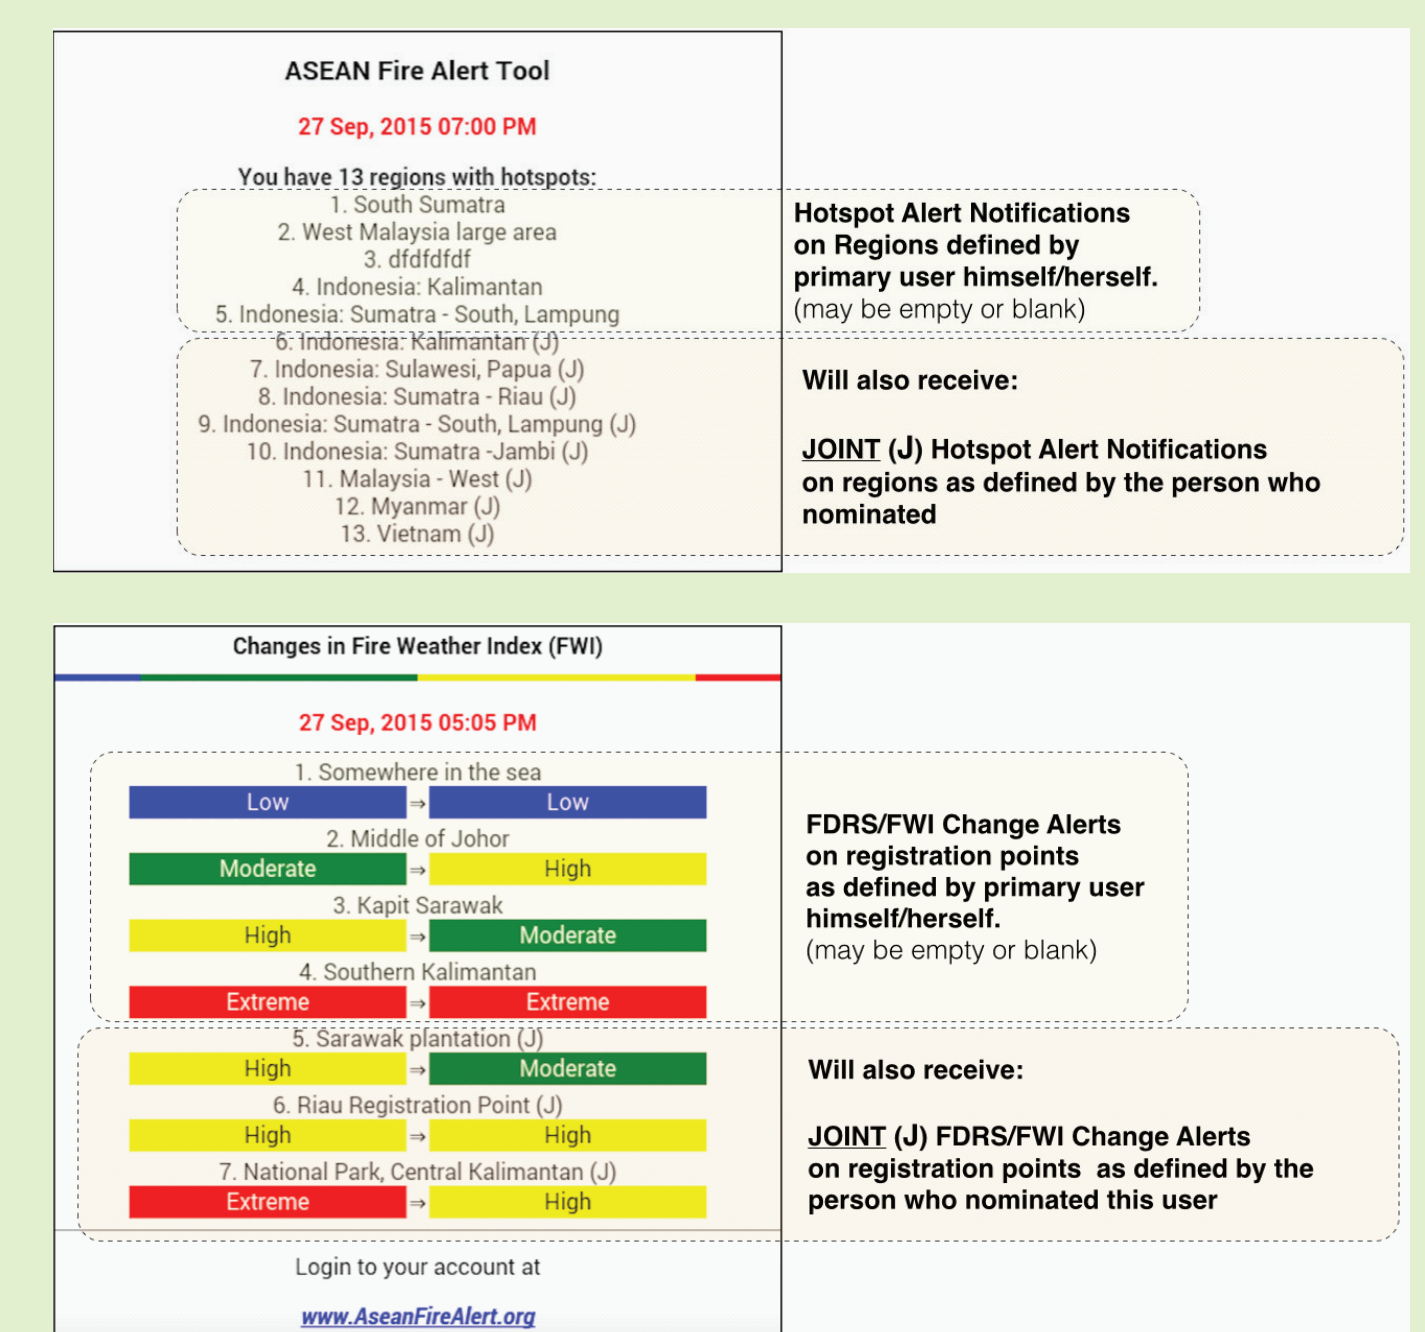 ASEAN Fire Alert Tool
27 Sep, 2015 07:00 PM
You have 13 regions with hotspots:
1. South Sumatra
2. West Malaysia large area
3. dfdfdfdf
4. Indonesia: Kalimantan
5. Indonesia: Sumatra - South, Lampung
6. Indonesia: Kalimantan (J)
7. Indonesia: Sulawesi, Papua (J)
8. Indonesia: Sumatra - Riau (J)
9. Indonesia: Sumatra - South, Lampung (J)
10. Indonesia: Sumatra -Jambi (J)
11. Malaysia - West (J)
12. Myanmar (J)
13. Vietnam (J)
Hotspot Alert Notifications
on Regions defined by
primary user himself/herself.
(may be empty or blank)
Will also receive:
JOINT (J) Hotspot Alert Notifications
on regions as defined by the person who
nominated
Changes in Fire Weather Index (FWI)
27 Sep, 2015 05:05 PM
1. Somewhere in the sea
Low ⇒ Low
2. Middle of Johor
Moderate ⇒ High
3. Kapit Sarawak
High ⇒ Moderate
4. Southern Kalimantan
Extreme ⇒ Extreme
5. Sarawak plantation (J)
High ⇒ Moderate
6. Riau Registration Point (J)
High ⇒ High
7. National Park, Central Kalimantan (J)
Extreme ⇒ High
FDRS/FWI Change Alerts
on registration points
as defined by primary user
himself/herself.
(may be empty or blank)
Will also receive:
JOINT (J) FDRS/FWI Change Alerts
on registration points as defined by the
person who nominated this user
Login to your account at
www.AseanFireAlert.org